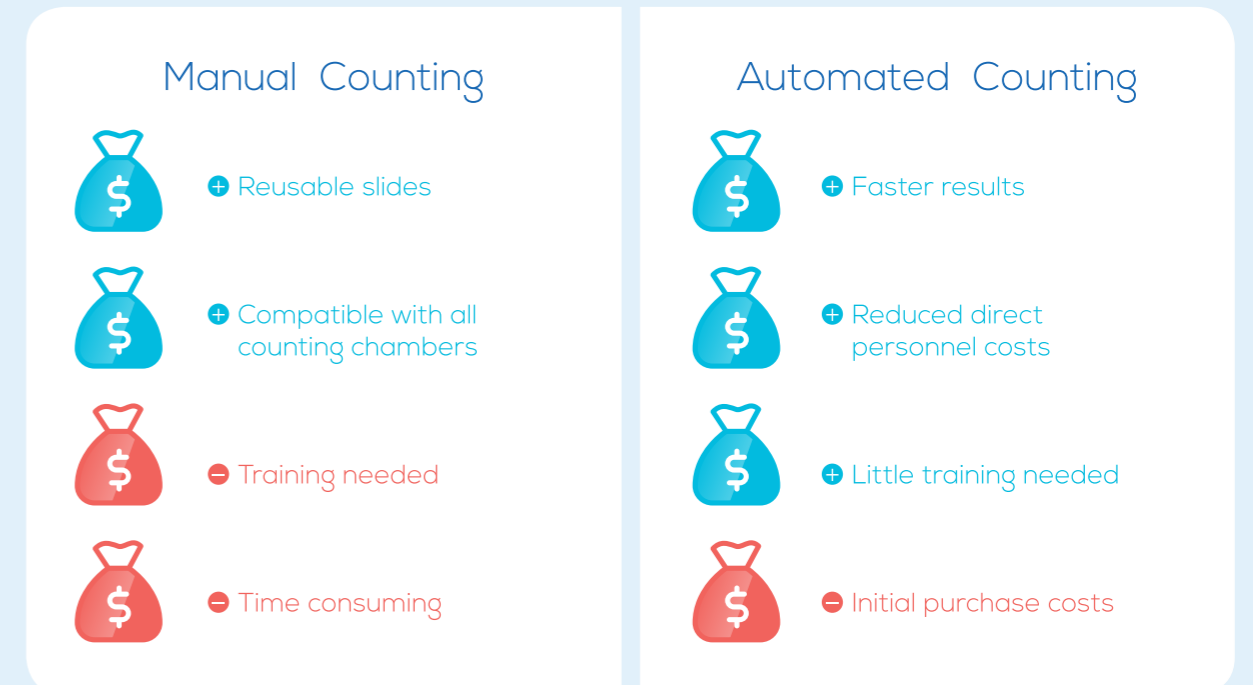 Manual Counting
$
+ Reusable slides
$
+ Compatible with all
counting chambers
$
− Training needed
$
− Time consuming
Automated Counting
$
+ Faster results
$
+ Reduced direct
personnel costs
$
+ Little training needed
$
− Initial purchase costs